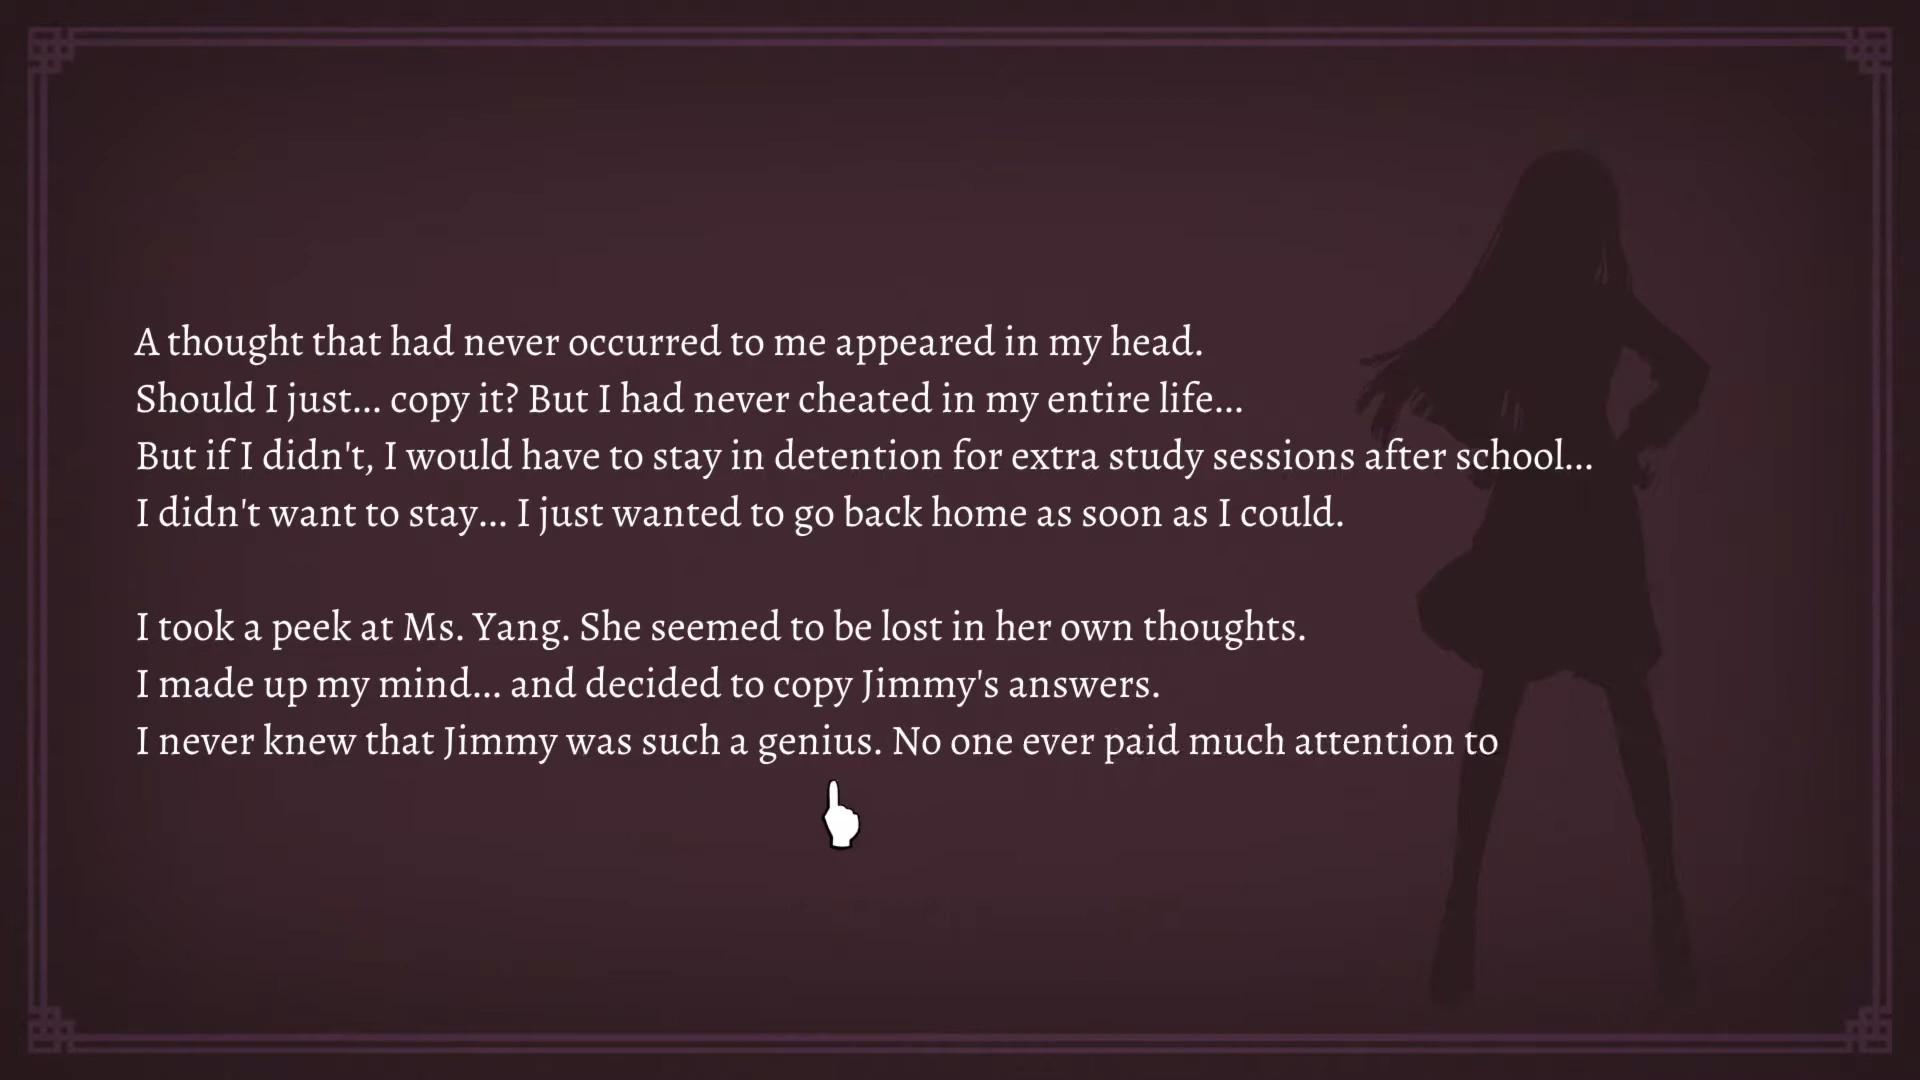 A thought that had never occurred to me appeared in my head.
Should I just... copy it? But I had never cheated in my entire life...
But if I didn't, I would have to stay in detention for extra study sessions after school...
I didn't want to stay... I just wanted to go back home as soon as I could.
I took a peek at Ms. Yang. She seemed to be lost in her own thoughts.
I made up my mind... and decided to copy Jimmy's answers.
I never knew that Jimmy was such a genius. No one ever paid much attention to